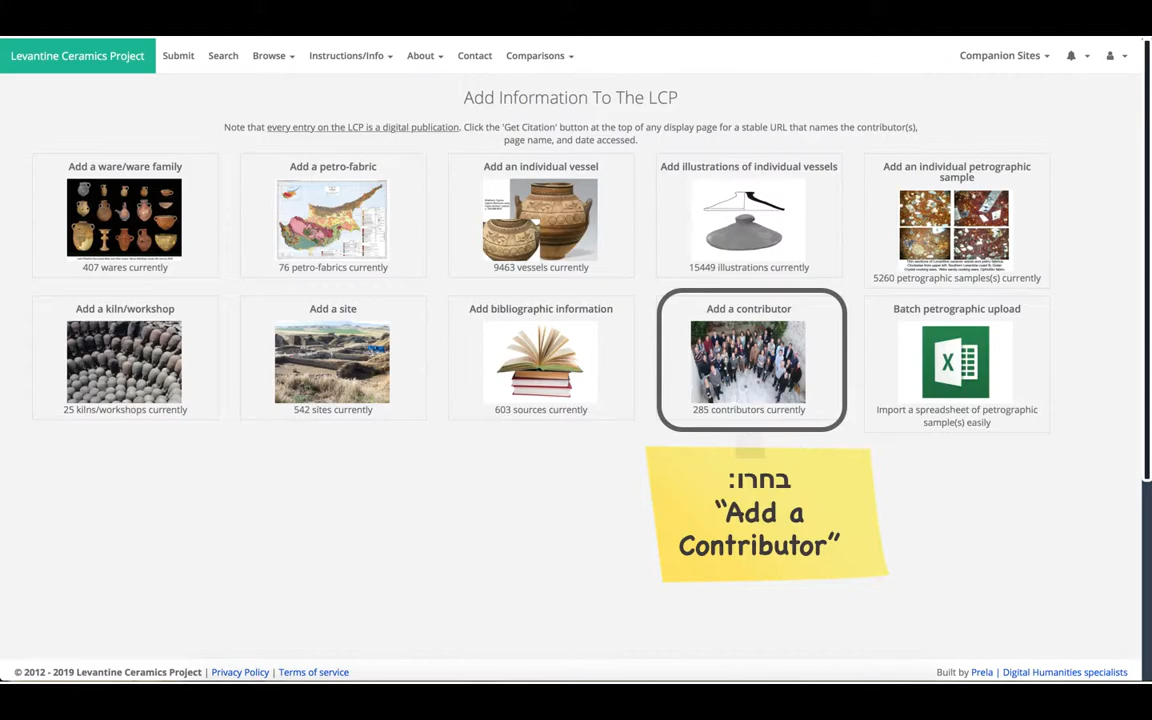 Levantine Ceramics Project
Submit
Search
Browse
Instructions/Info
About
Contact
Comparisons
Companion Sites
Add Information To The LCP
Note that every entry on the LCP is a digital publication. Click the 'Get Citation' button at the top of any display page for a stable URL that names the contributor(s),
page name, and date accessed.
Add a ware/ware family
407 wares currently
Add a petro-fabric
76 petro-fabrics currently
Add an individual vessel
9463 vessels currently
Add illustrations of individual vessels
15449 illustrations currently
Add an individual petrographic
sample
5260 petrographic samples(s) currently
Add a kiln/workshop
25 kilns/workshops currently
Add a site
542 sites currently
Add bibliographic information
603 sources currently
Add a contributor
285 contributors currently
Batch petrographic upload
X
Import a spreadsheet of petrographic
sample(s) easily
בחרו:
“Add a
Contributor”
© 2012 - 2019 Levantine Ceramics Project | Privacy Policy | Terms of service
Built by Prela | Digital Humanities specialists